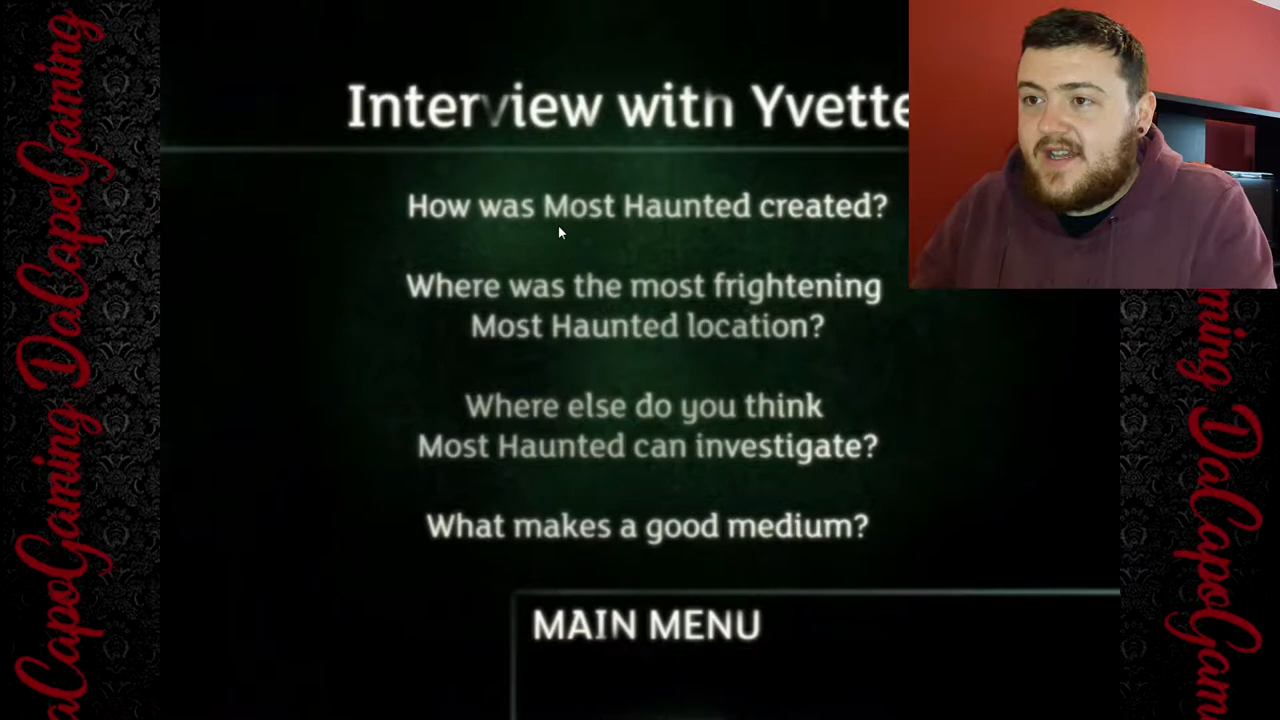 Interview with Yvette
How was Most Haunted created?
Where was the most frightening
Most Haunted location?
Where else do you think
Most Haunted can investigate?
What makes a good medium?
MAIN MENU
DaCapoGaming DaCapoGaming
DaCapoGaming